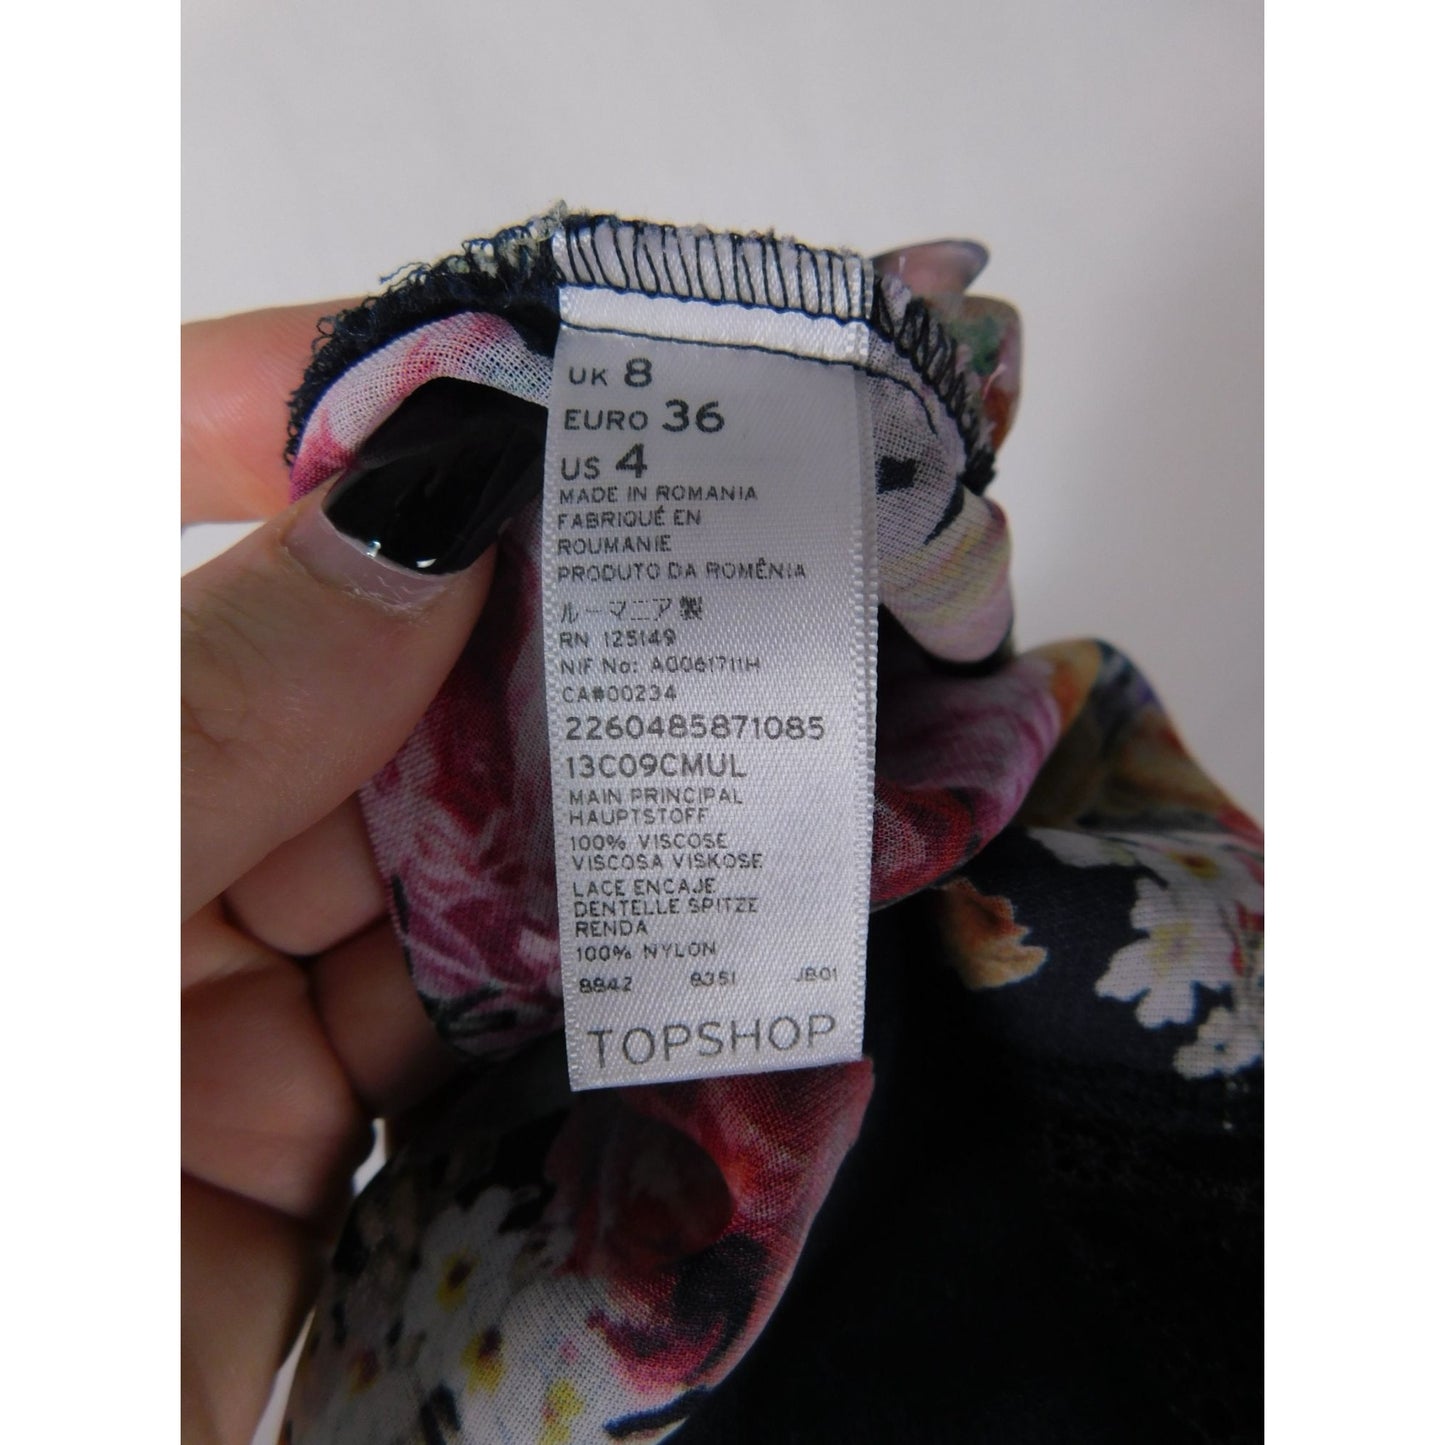 UK 8
EURO 36
US 4
MADE IN ROMANIA
FABRIQUÉ EN
ROUMANIE
PRODUTO DA ROMÊNIA
ルーマニア製
RN 125149
NIF No: A0061711H
CA#00234
2260485871085
13C09CMUL
MAIN PRINCIPAL
HAUPTSTOFF
100% VISCOSE
VISCOSA VISKOSE
LACE ENCAJE
DENTELLE SPITZE
RENDA
100% NYLON
8842 8351 JB01
TOPSHOP